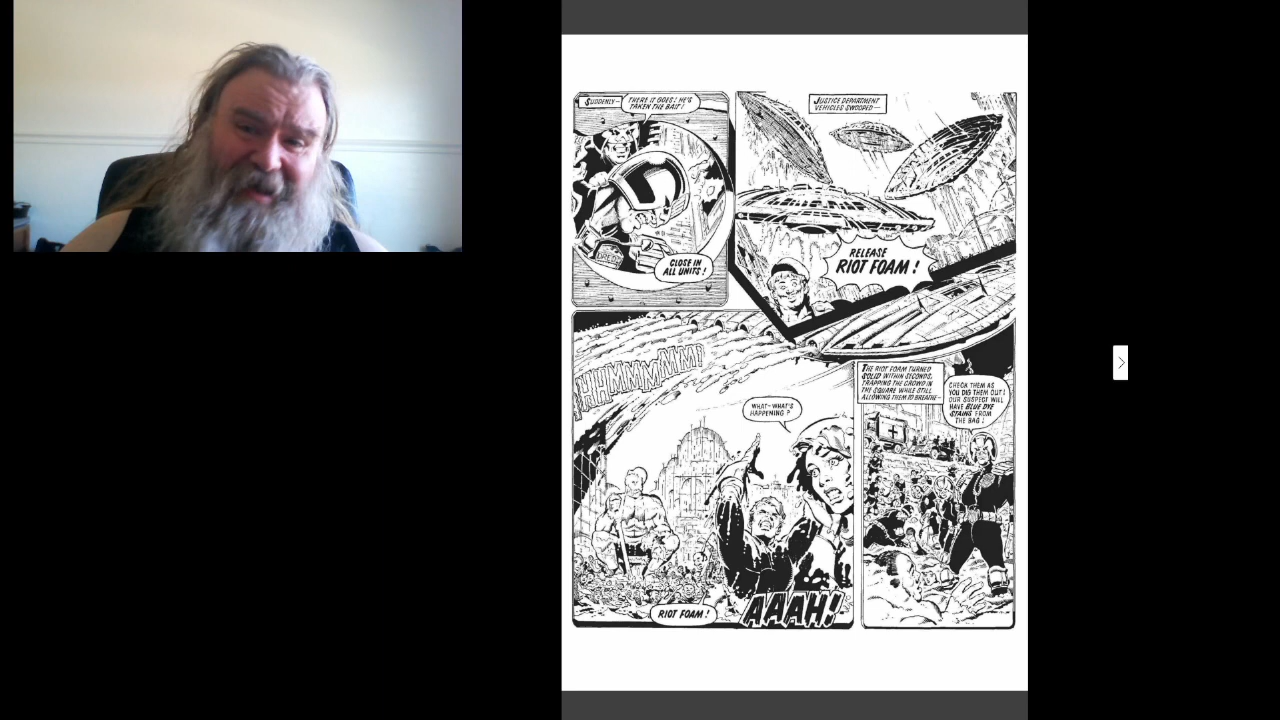 SUDDENLY—
THERE IT GOES! HE'S
TAKEN THE BAIT!
CLOSE IN
ALL UNITS!
JUSTICE DEPARTMENT
VEHICLES SWOOPED—
RELEASE
RIOT FOAM!
WHAT—WHAT'S
HAPPENING?
RIOT FOAM!
AAAH!
THE RIOT FOAM TURNED
SOLID WITHIN SECONDS,
TRAPPING THE CROWD IN
THE SQUARE WHILE STILL
ALLOWING THEM TO BREATHE—
CHECK THEM AS
YOU DIG THEM OUT!
OUR SUSPECT WILL
HAVE BLUE DYE
STAINS FROM
THE BAG!